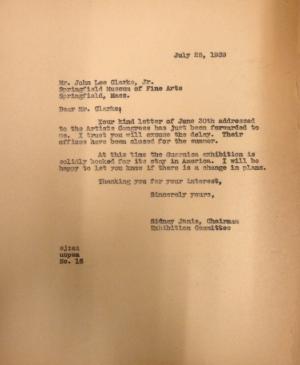 July 25, 1939
Mr. John Lee Clarke, Jr.
Springfield Museum of Fine Arts
Springfield, Mass.
Dear Mr. Clarke;
Your kind letter of June 30th addressed
to the Artists Congress has just been forwarded to
me. I trust you will excuse the delay. Their
offices have been closed for the summer.
At this time the Guernica exhibition is
solidly booked for its stay in America. I will be
happy to let you know if there is a change in plans.
Thanking you for your interest,
Sincerely yours,
Sidney Janis, Chairman
Exhibition Committee
uopwa
No. 16